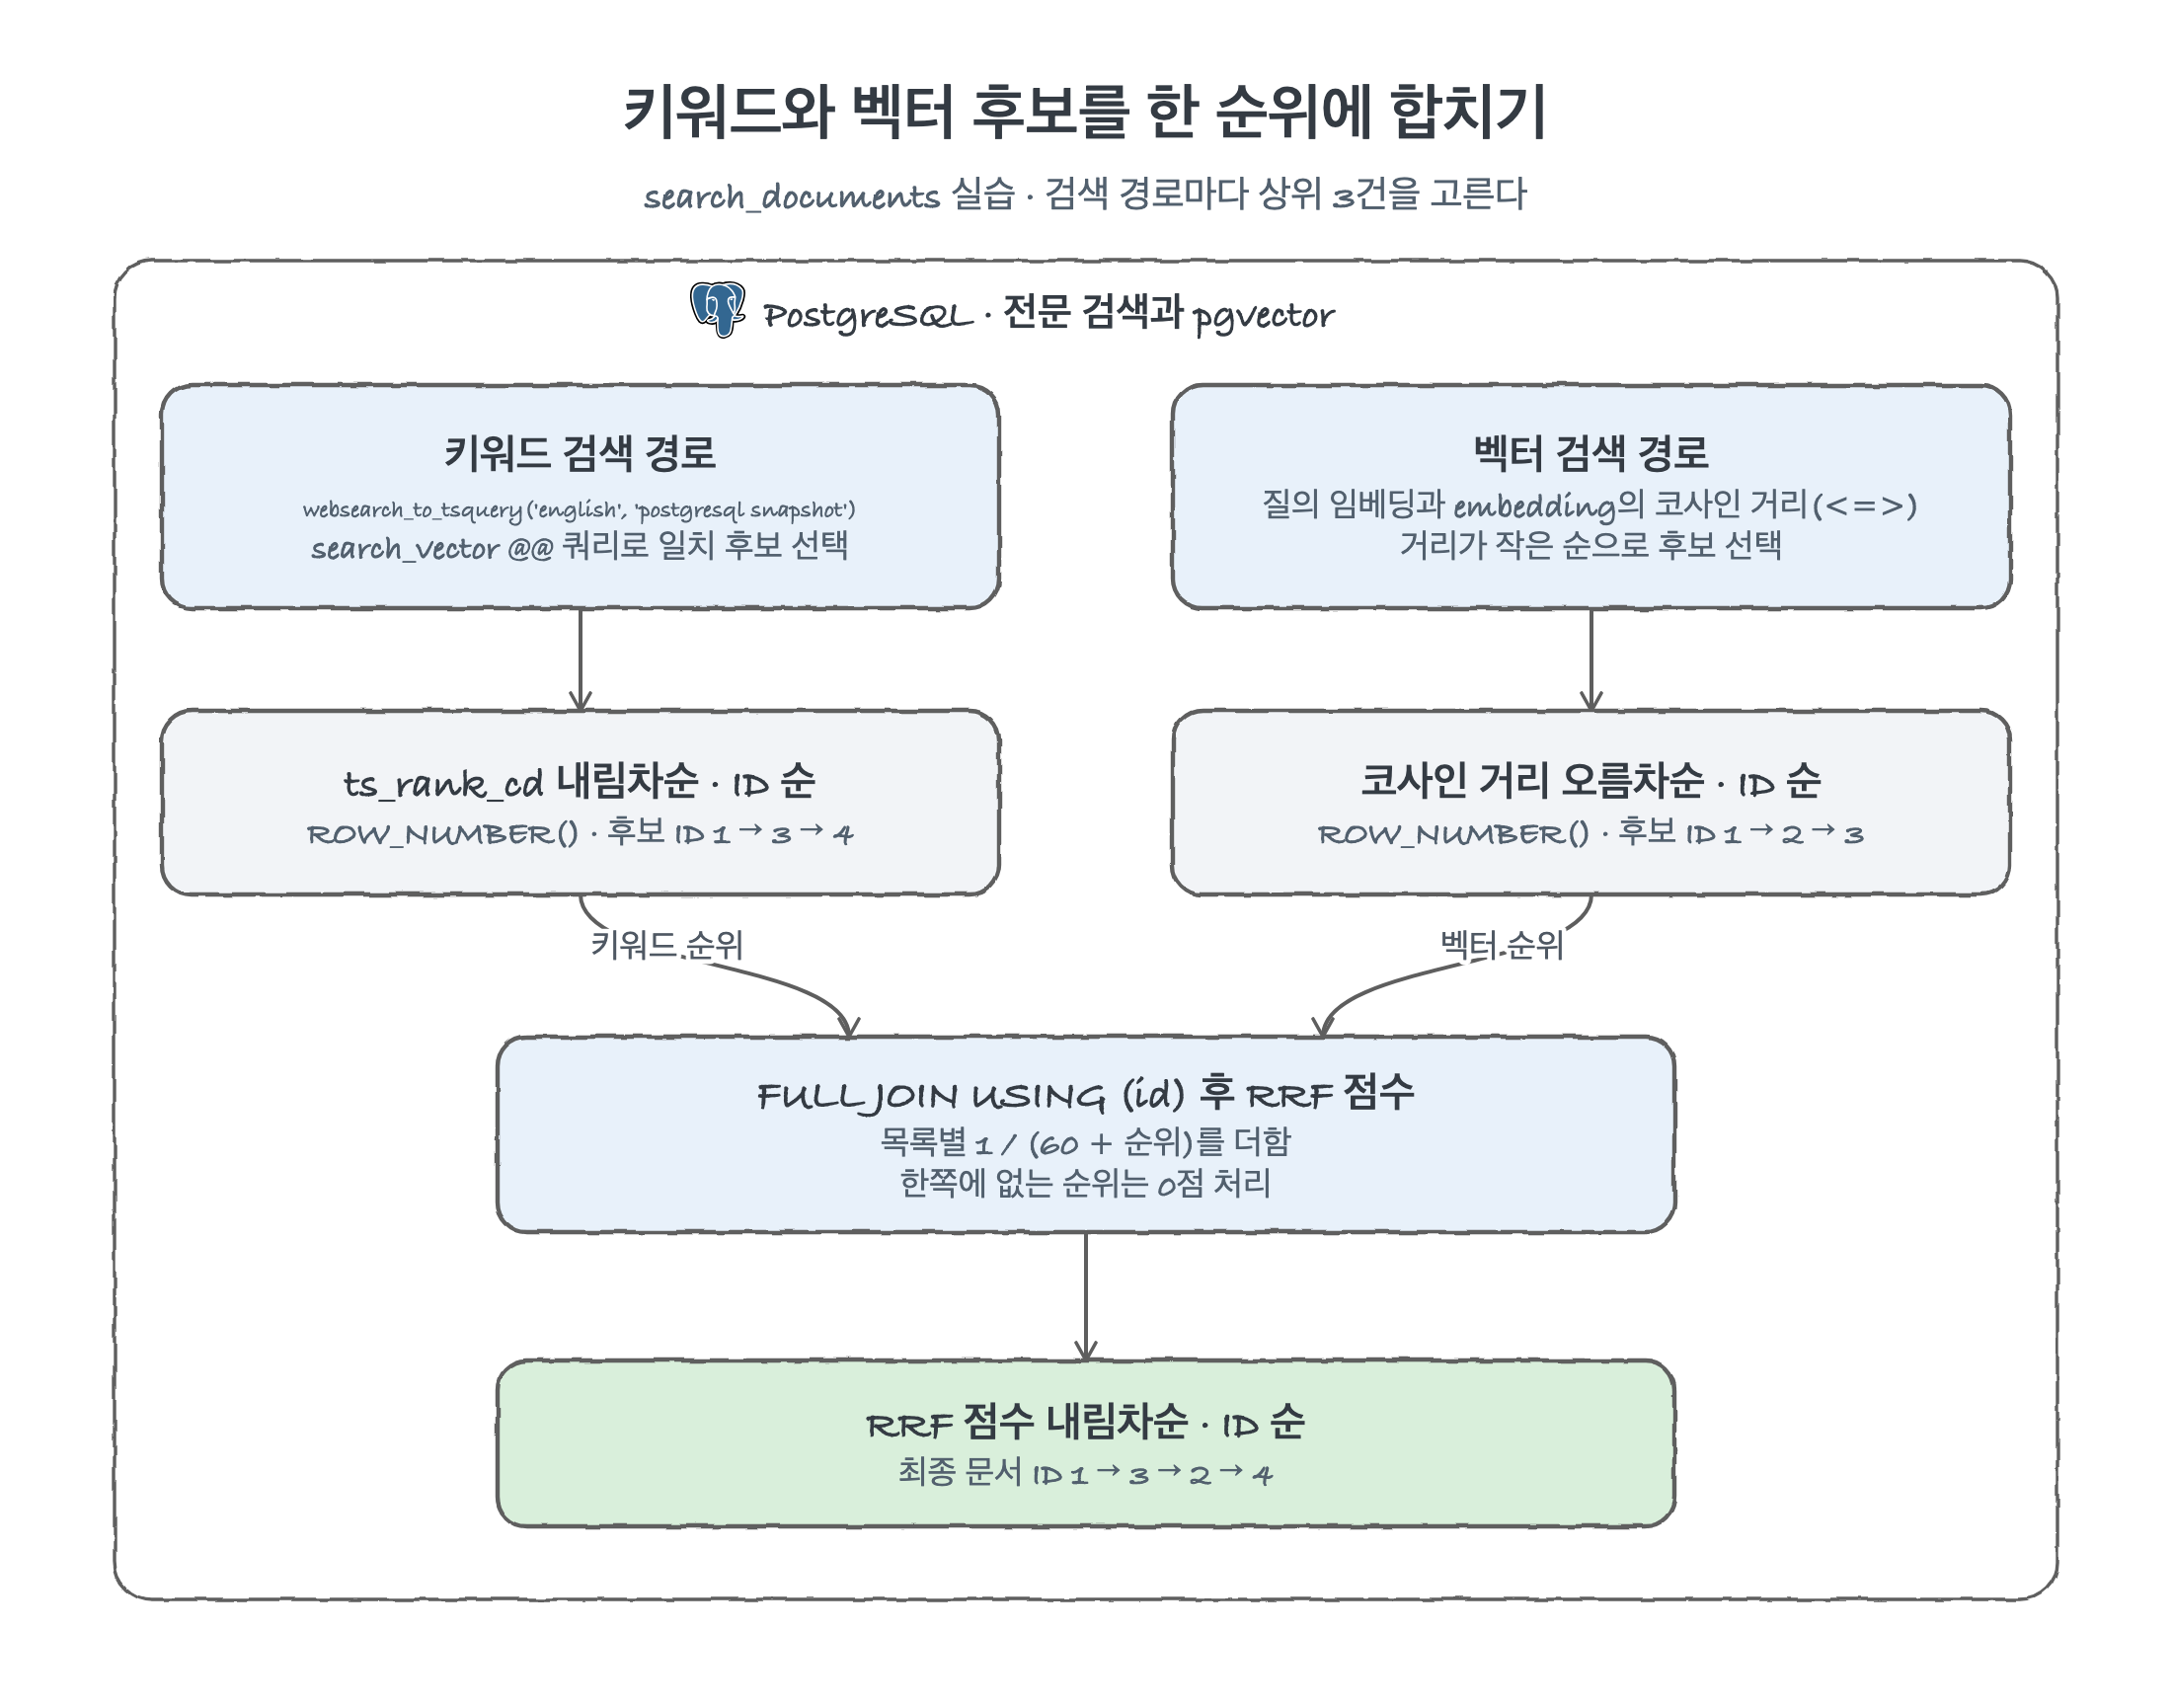 키워드와 벡터 후보를 한 순위에 합치기
search_documents 실습 · 검색 경로마다 상위 3건을 고른다
PostgreSQL · 전문 검색과 pgvector
키워드 검색 경로
websearch_to_tsquery('english', 'postgresql snapshot')
search_vector @@ 쿼리로 일치 후보 선택
벡터 검색 경로
질의 임베딩과 embedding의 코사인 거리(<=>)
거리가 작은 순으로 후보 선택
ts_rank_cd 내림차순 · ID 순
ROW_NUMBER() · 후보 ID 1 → 3 → 4
코사인 거리 오름차순 · ID 순
ROW_NUMBER() · 후보 ID 1 → 2 → 3
키워드 순위
벡터 순위
FULL JOIN USING (id) 후 RRF 점수
목록별 1 / (60 + 순위)를 더함
한쪽에 없는 순위는 0점 처리
RRF 점수 내림차순 · ID 순
최종 문서 ID 1 → 3 → 2 → 4